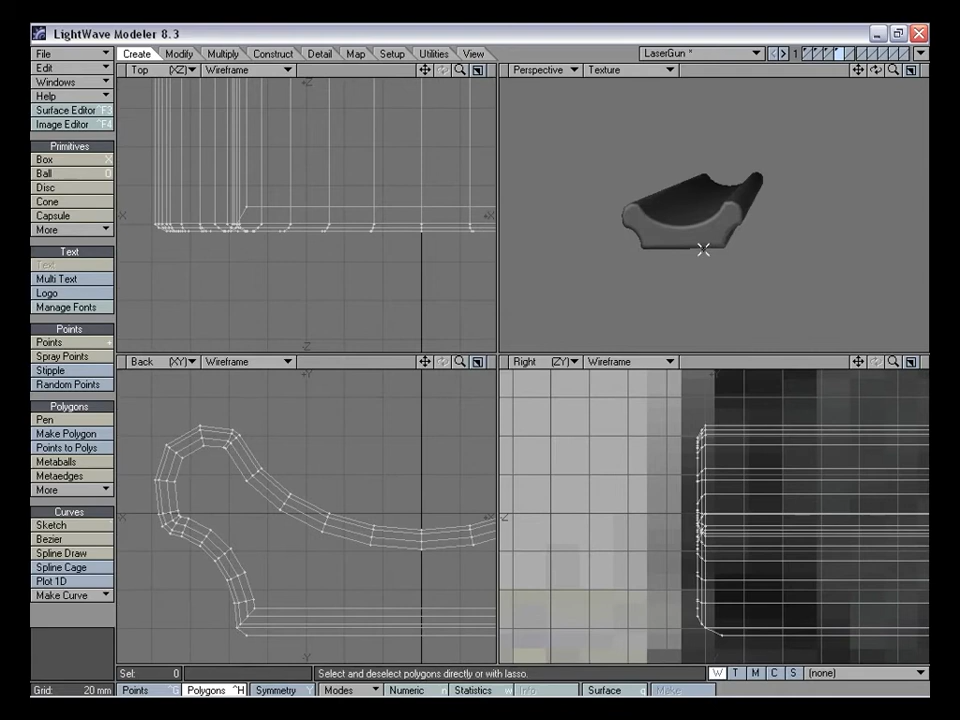 LightWave Modeler 8.3
File Create Modify Multiply Construct Detail Map Setup Utilities View LaserGun * 1
Edit Top (XZ) Wireframe Perspective Texture
Windows
Help
Surface Editor F3
Image Editor ^F4
Primitives
Box X
Ball O
Disc
Cone
Capsule
More
Text
Text
Multi Text
Logo
Manage Fonts
Points
Points +
Back (XY) Wireframe Right (ZY) Wireframe
Spray Points
Stipple
Random Points
Polygons
Pen
Make Polygon
Points to Polys
Metaballs
Metaedges
More
Curves
Sketch
Bezier
Spline Draw
Spline Cage
Plot 1D
Make Curve
Sel: 0 Select and deselect polygons directly or with lasso. W T M C S (none)
Grid: 20 mm Points ^G Polygons ^H Symmetry Y Modes Numeric n Statistics w Info Surface q Make